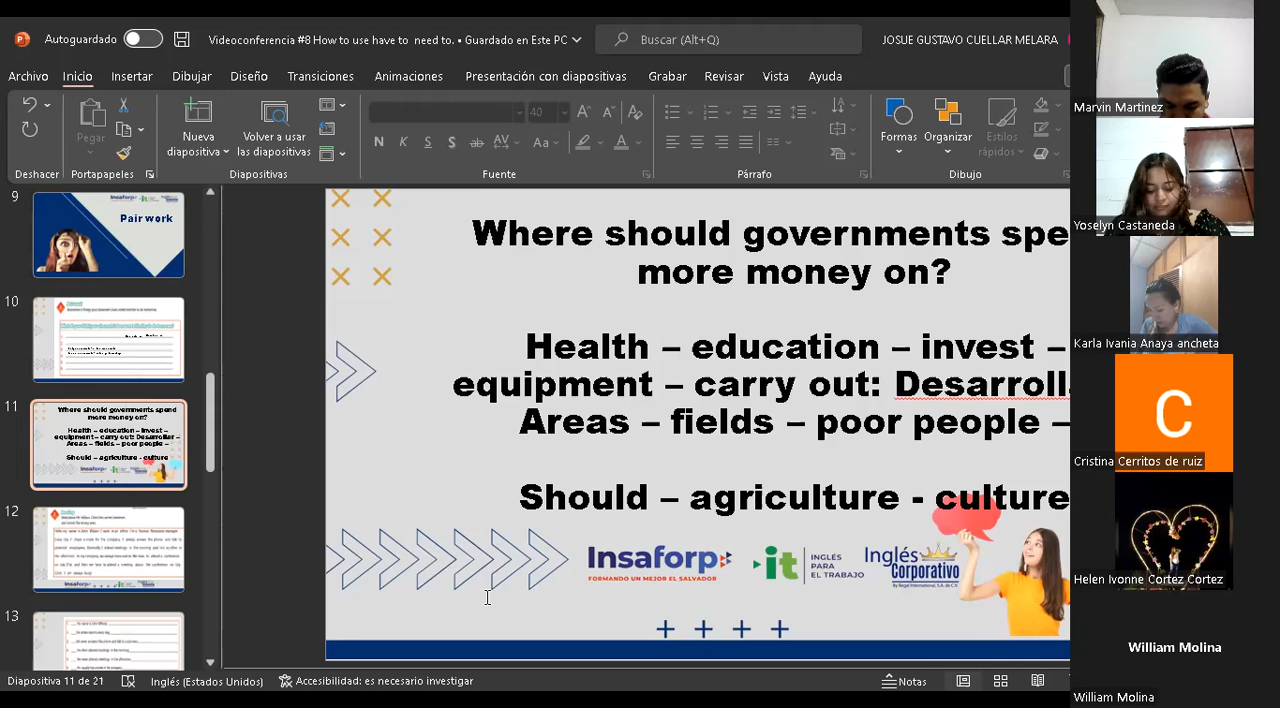 Autoguardado
Videoconferencia #8 How to use have to need to. • Guardado en Este PC
Buscar (Alt+Q)
JOSUE GUSTAVO CUELLAR MELARA
Archivo Inicio Insertar Dibujar Diseño Transiciones Animaciones Presentación con diapositivas Grabar Revisar Vista Ayuda
Pegar
Nueva diapositiva
Volver a usar las diapositivas
40
N K S S ab AV Aa A
Formas Organizar Estilos rápidos
Deshacer Portapapeles Diapositivas Fuente Párrafo Dibujo
9
Pair work
10
11
Where should governments spend
more money on?
Health – education – invest –
equipment – carry out: Desarrollar –
Areas – fields – poor people –
Should – agriculture - culture
12
13
Where should governments spe
more money on?
Health – education – invest –
equipment – carry out: Desarroll
Areas – fields – poor people –
Should – agriculture - culture
Insaforp
FORMANDO UN MEJOR EL SALVADOR
it INGLÉS PARA EL TRABAJO
Inglés Corporativo
Marvin Martinez
Yoselyn Castaneda
Karla Ivania Anaya ancheta
C
Cristina Cerritos de ruiz
Helen Ivonne Cortez Cortez
William Molina
William Molina
Diapositiva 11 de 21
Inglés (Estados Unidos)
Accesibilidad: es necesario investigar
Notas